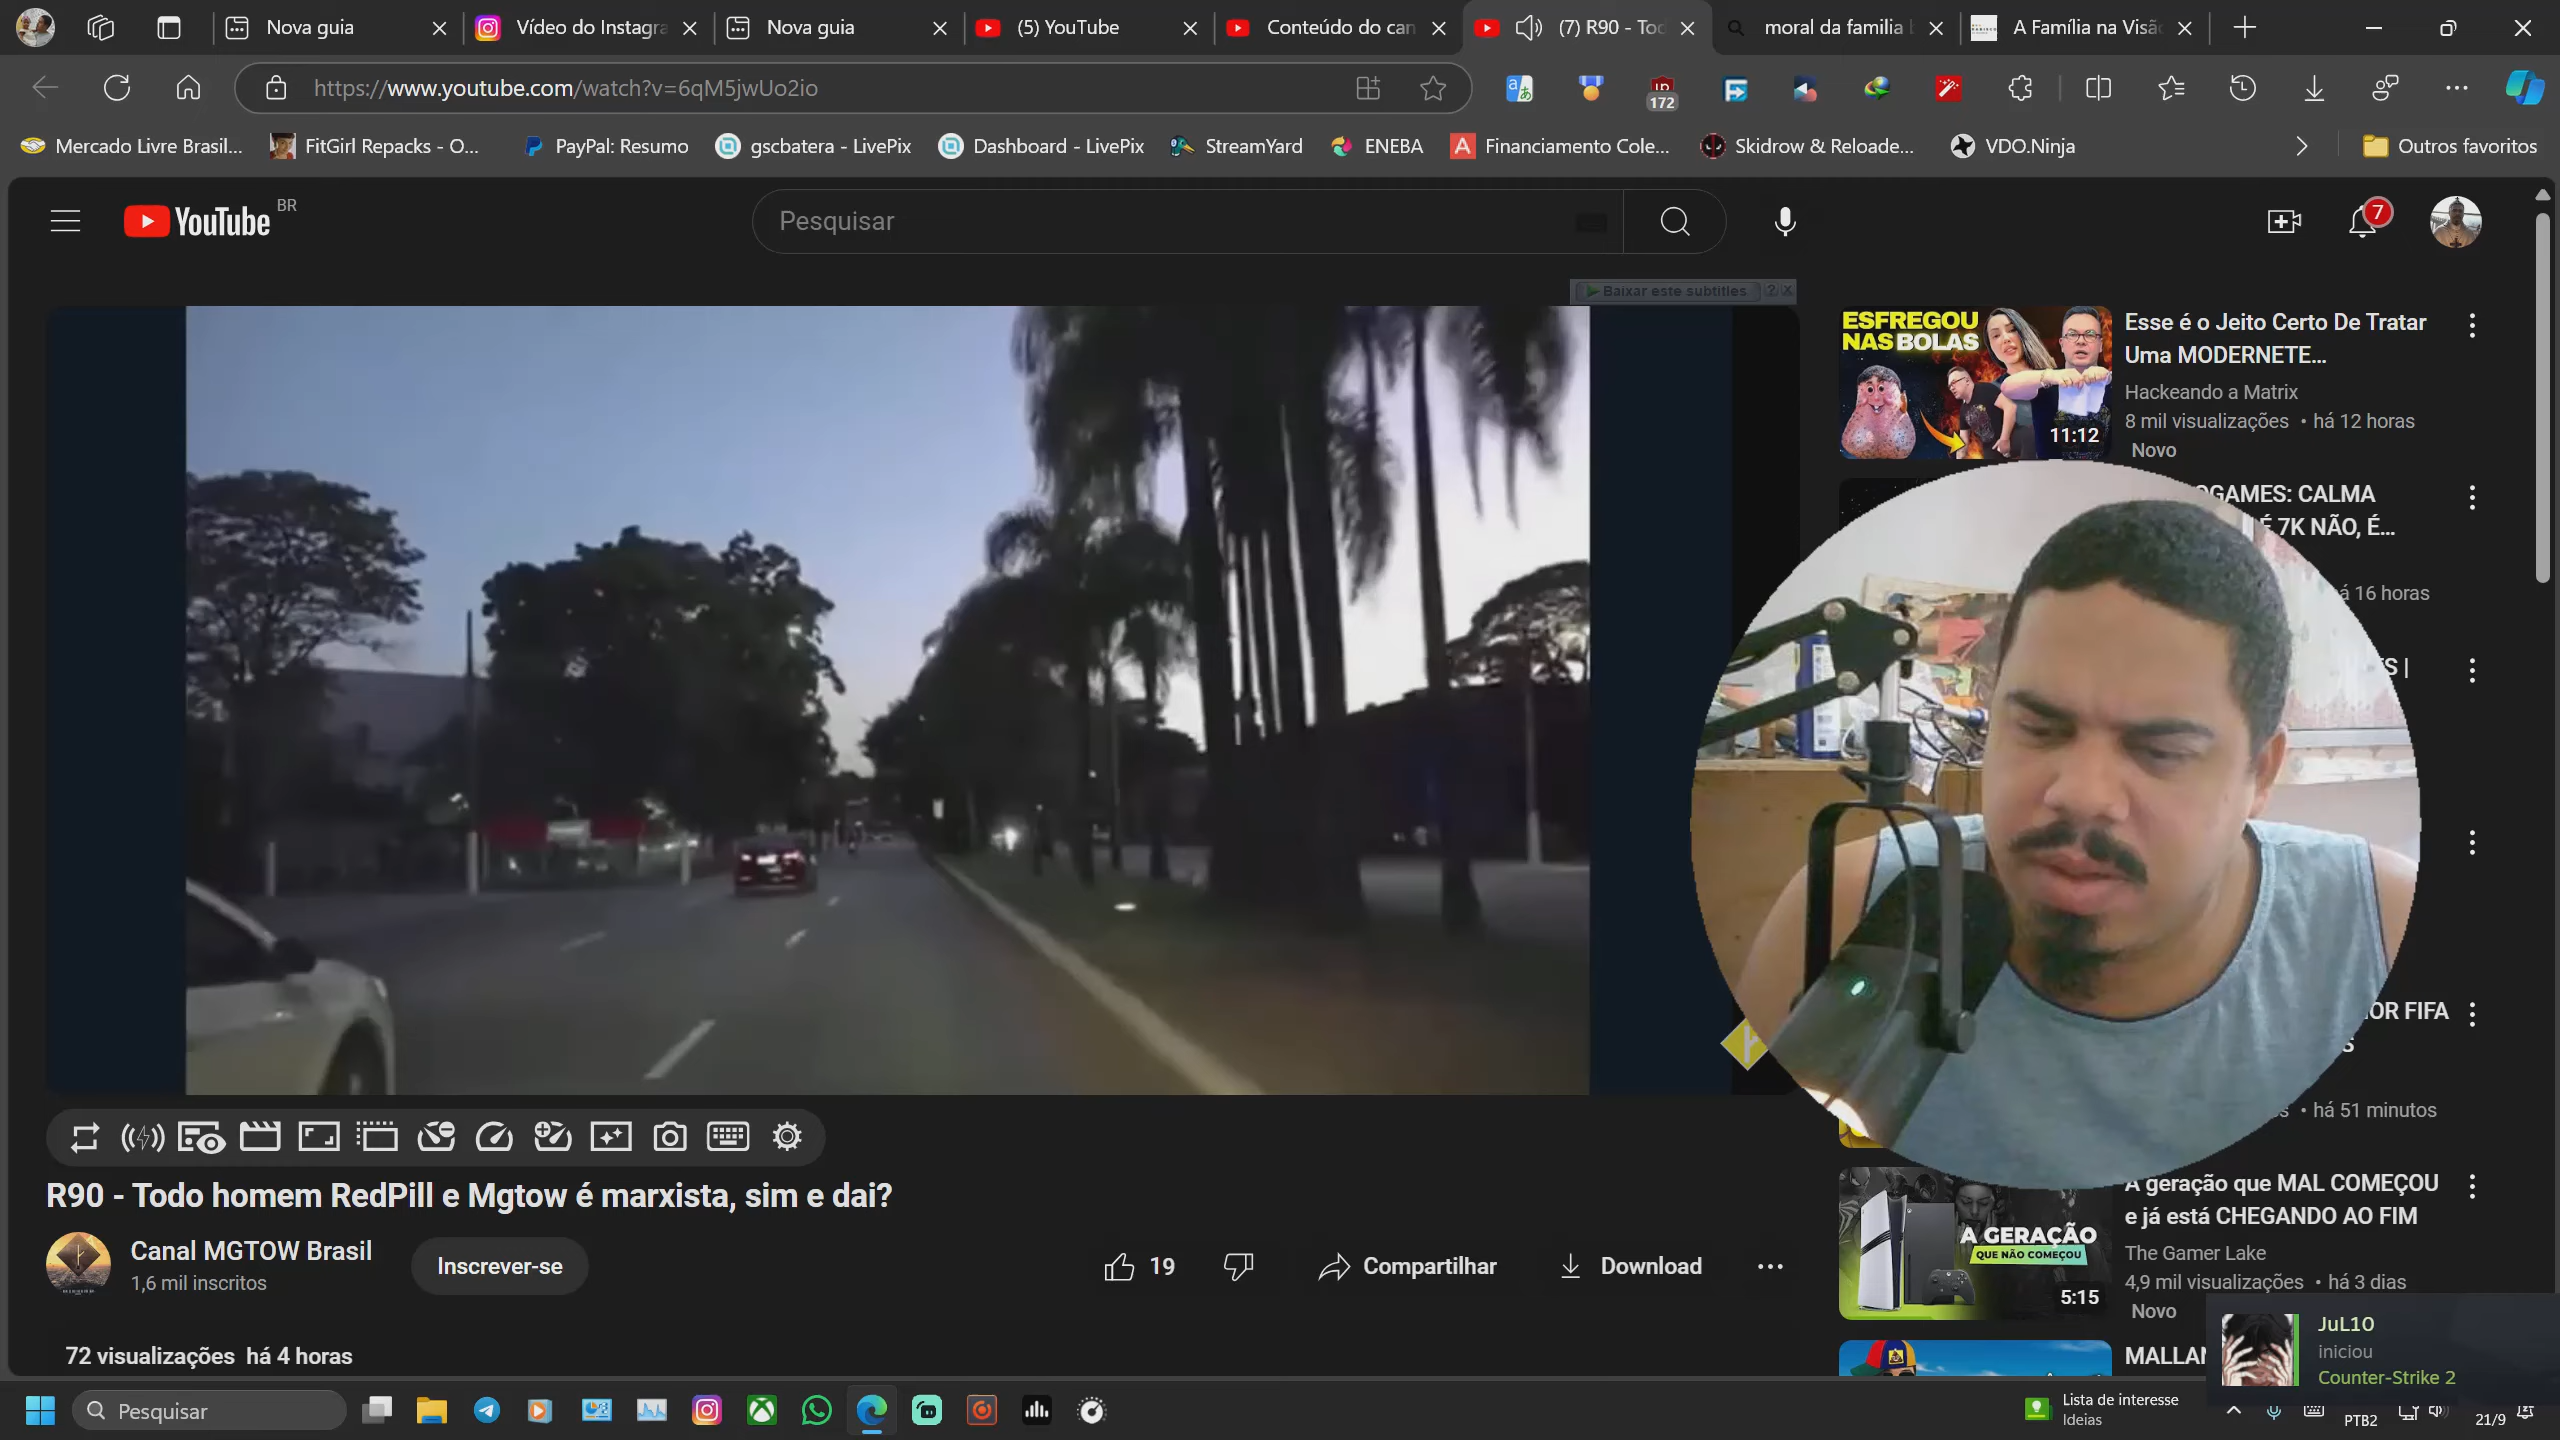 Nova guia
Vídeo do Instagra
Nova guia
(5) YouTube
Conteúdo do can
(7) R90 - Tod
moral da familia b
A Família na Visã
https://www.youtube.com/watch?v=6qM5jwUo2io
172
Mercado Livre Brasil...
FitGirl Repacks - O...
PayPal: Resumo
gscbatera - LivePix
Dashboard - LivePix
StreamYard
ENEBA
Financiamento Cole...
Skidrow & Reloade...
VDO.Ninja
Outros favoritos
YouTube BR
Pesquisar
7
Baixar este subtitles
ESFREGOU
NAS BOLAS
11:12
Esse é o Jeito Certo De Tratar
Uma MODERNETE...
Hackeando a Matrix
8 mil visualizações • há 12 horas
Novo
GAMES: CALMA
É 7K NÃO, É...
há 16 horas
S |
OR FIFA
S
• há 51 minutos
R90 - Todo homem RedPill e Mgtow é marxista, sim e dai?
Canal MGTOW Brasil
1,6 mil inscritos
Inscrever-se
19
Compartilhar
Download
A GERAÇÃO
QUE NÃO COMEÇOU
5:15
A geração que MAL COMEÇOU
e já está CHEGANDO AO FIM
The Gamer Lake
4,9 mil visualizações • há 3 dias
Novo
72 visualizações há 4 horas
MALLAN
JuL10
iniciou
Counter-Strike 2
Pesquisar
Lista de interesse
Ideias
PTB2
21/9